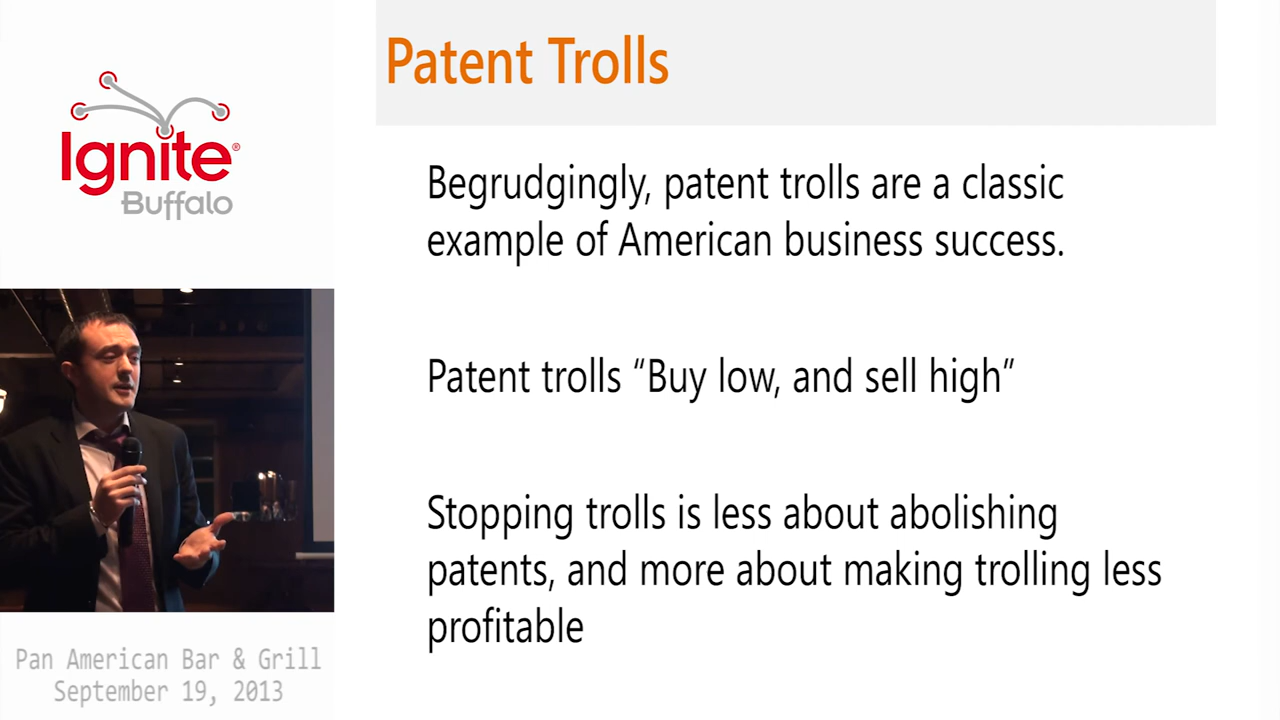 Patent Trolls
Ignite®
Buffalo
Begrudgingly, patent trolls are a classic
example of American business success.
Patent trolls “Buy low, and sell high”
Stopping trolls is less about abolishing
patents, and more about making trolling less
profitable
Pan American Bar & Grill
September 19, 2013